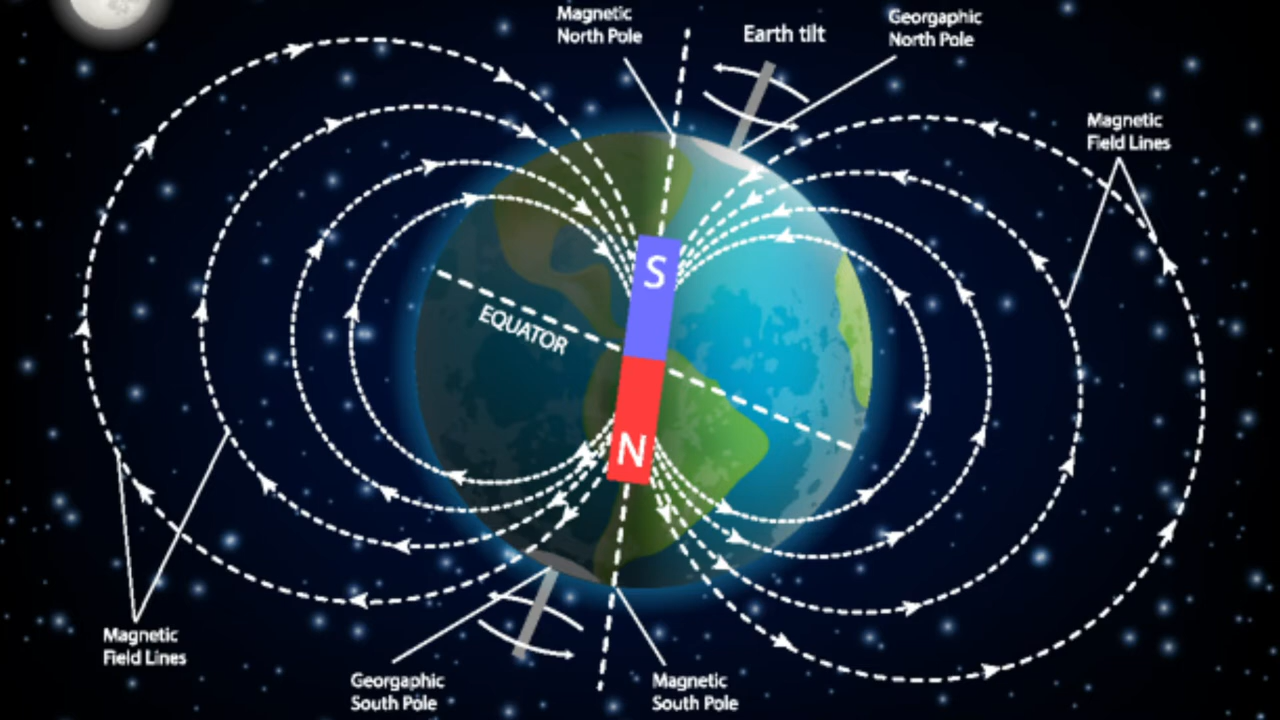 Magnetic
North Pole
Earth tilt
Georgaphic
North Pole
Magnetic
Field Lines
S
EQUATOR
N
Magnetic
Field Lines
Georgaphic
South Pole
Magnetic
South Pole